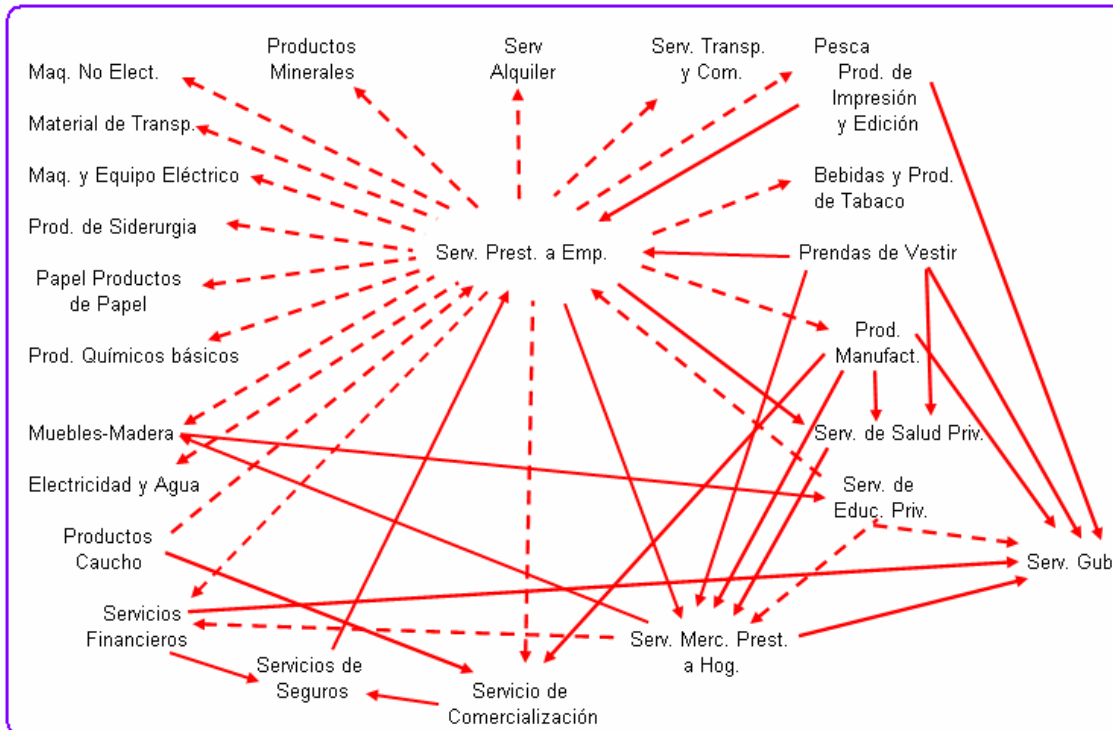 Productos
Minerales
Serv
Alquiler
Serv. Transp.
y Com.
Pesca
Prod. de
Impresión
y Edición
Maq. No Elect.
Material de Transp.
Maq. y Equipo Eléctrico
Bebidas y Prod.
de Tabaco
Prod. de Siderurgia
Serv. Prest. a Emp.
Prendas de Vestir
Papel Productos
de Papel
Prod. Químicos básicos
Prod.
Manufact.
Muebles-Madera
Serv. de Salud Priv.
Electricidad y Agua
Serv. de
Educ. Priv.
Productos
Caucho
Serv. Gub
Servicios
Financieros
Serv. Merc. Prest.
a Hog.
Servicios de
Seguros
Servicio de
Comercialización